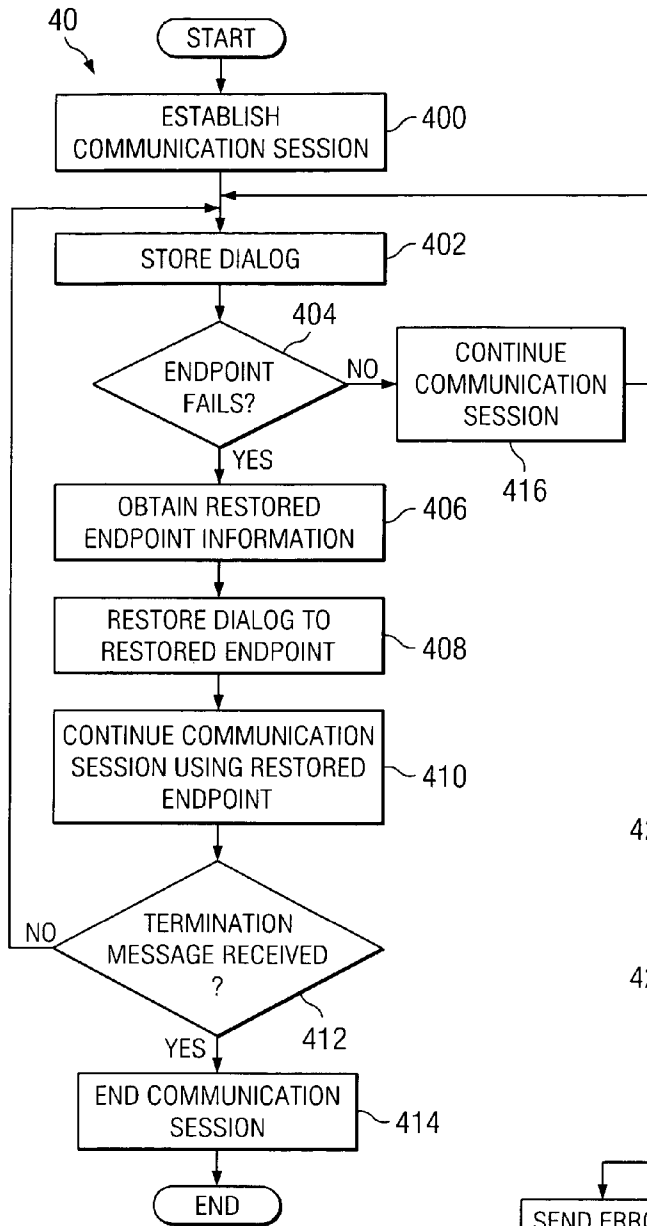 40
START
ESTABLISH
COMMUNICATION SESSION
400
STORE DIALOG
402
404
ENDPOINT
FAILS?
NO
CONTINUE
COMMUNICATION
SESSION
416
YES
OBTAIN RESTORED
ENDPOINT INFORMATION
406
RESTORE DIALOG TO
RESTORED ENDPOINT
408
CONTINUE COMMUNICATION
SESSION USING RESTORED
ENDPOINT
410
NO
TERMINATION
MESSAGE RECEIVED
?
412
YES
END COMMUNICATION
SESSION
414
END
SEND